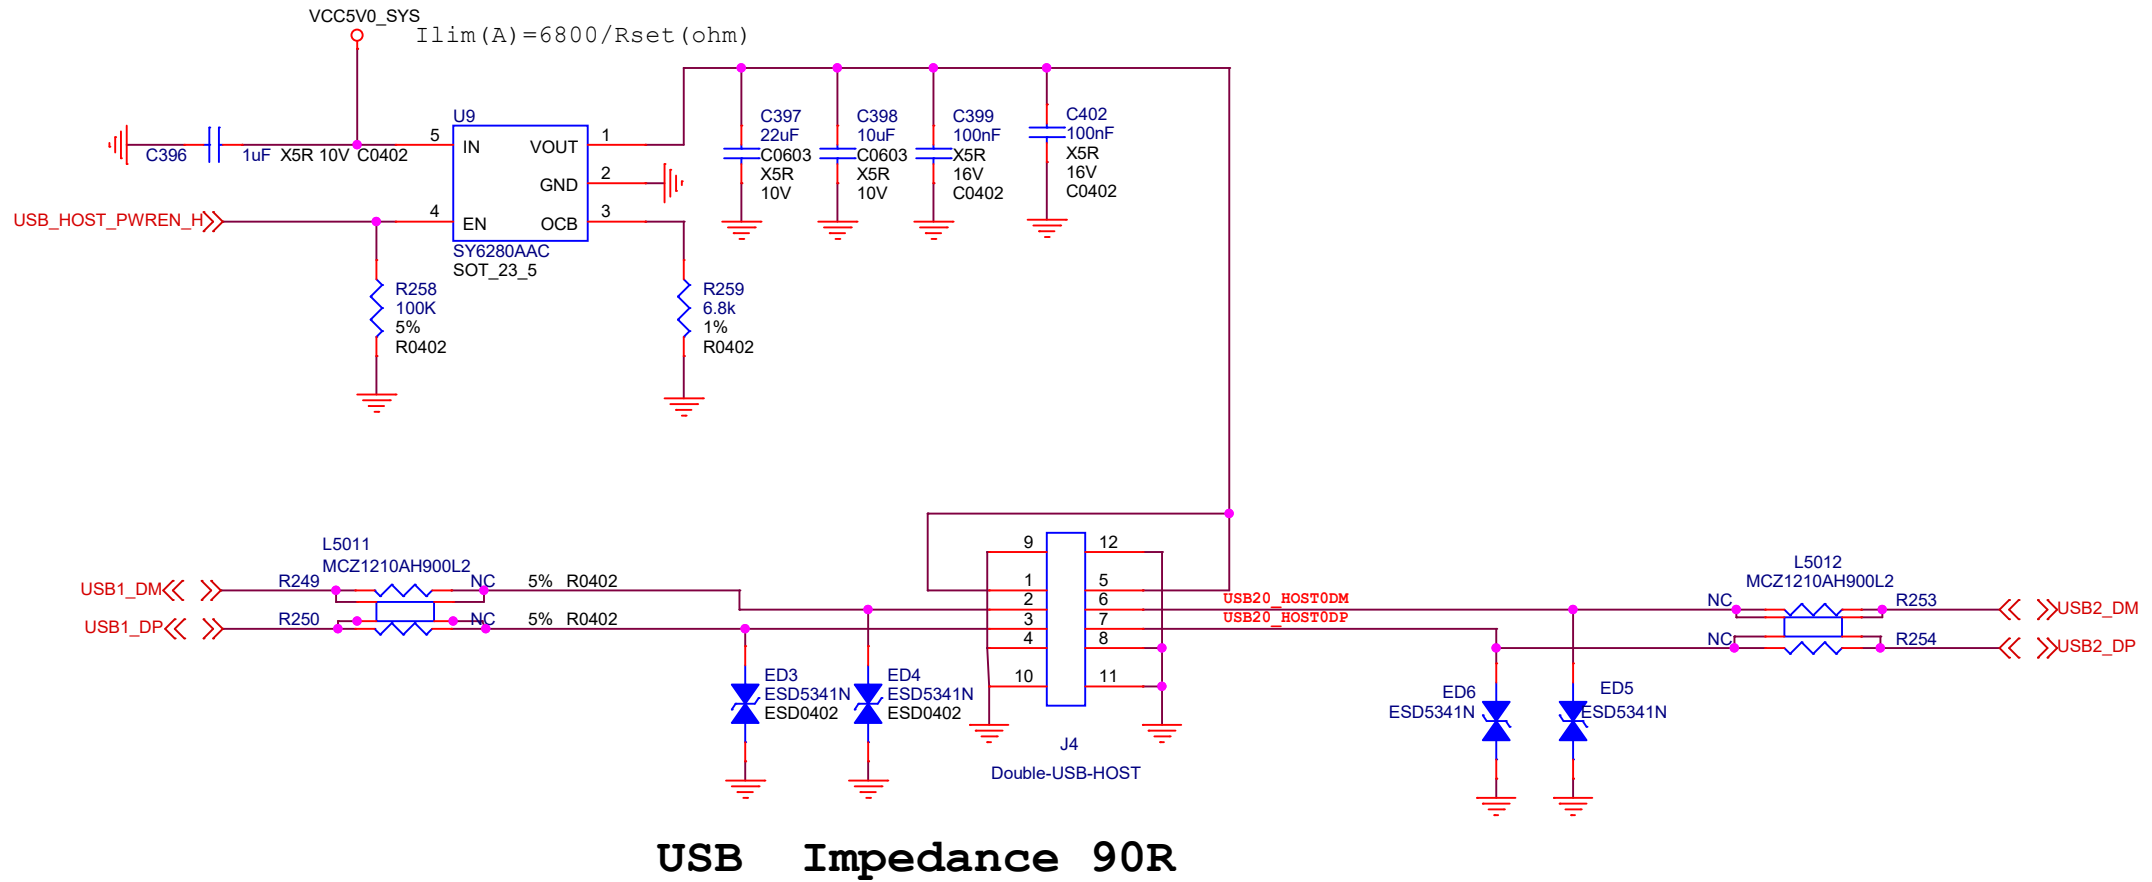 VCC5V0_SYS
Ilim(A)=6800/Rset(ohm)
C396
1uF X5R 10V C0402
U9
5
IN
VOUT
1
GND
2
USB_HOST_PWREN_H
4
EN
OCB
3
SY6280AAC
SOT_23_5
C397
22uF
C0603
X5R
10V
C398
10uF
C0603
X5R
10V
C399
100nF
X5R
16V
C0402
C402
100nF
X5R
16V
C0402
R258
100K
5%
R0402
R259
6.8k
1%
R0402
L5011
MCZ1210AH900L2
USB1_DM
R249
NC
5% R0402
USB1_DP
R250
NC
5% R0402
9
1
2
3
4
10
12
5
6
7
8
11
USB20_HOST0DM
USB20_HOST0DP
L5012
MCZ1210AH900L2
NC
R253
USB2_DM
NC
R254
USB2_DP
ED3
ESD5341N
ESD0402
ED4
ESD5341N
ESD0402
J4
Double-USB-HOST
ED6
ESD5341N
ED5
ESD5341N
USB Impedance 90R